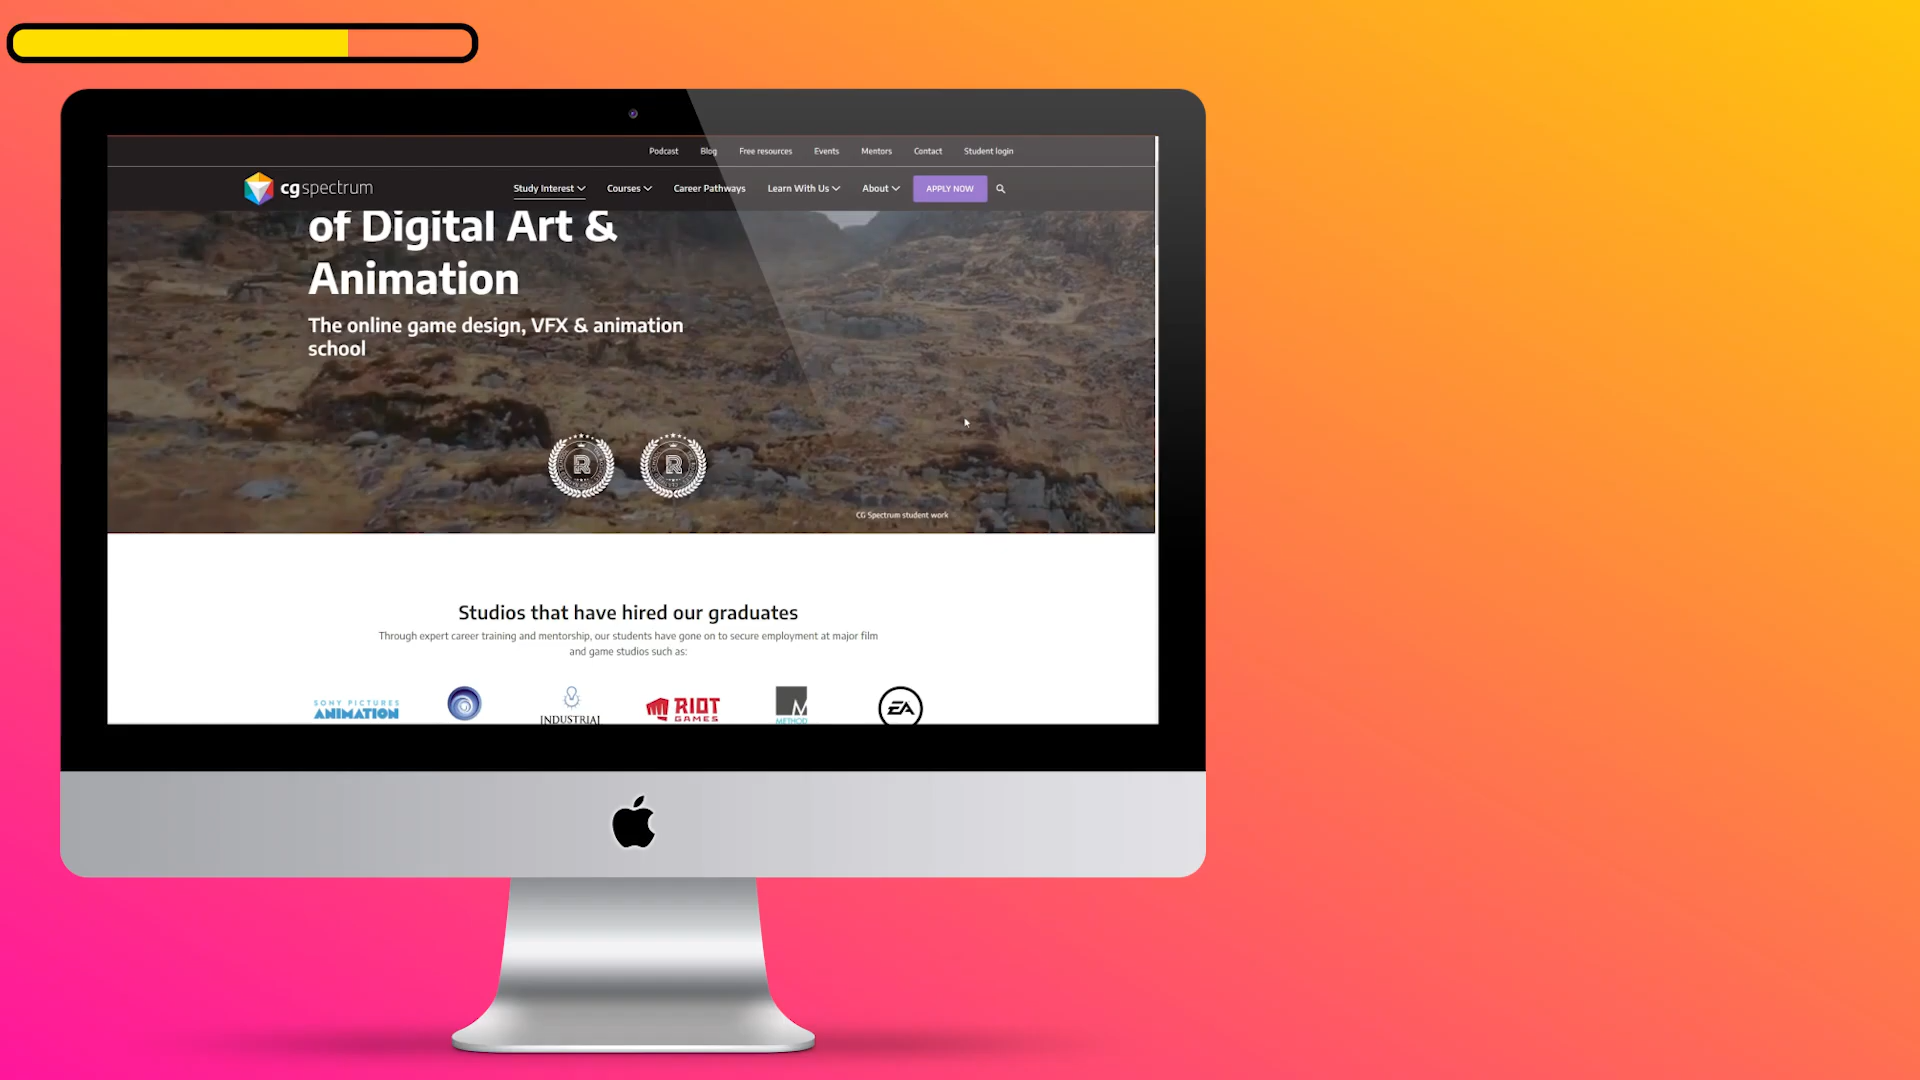 Podcast Blog Free resources Events Mentors Contact Student login
cgspectrum Study Interest Courses Career Pathways Learn With Us About APPLY NOW
of Digital Art &
Animation
The online game design, VFX & animation
school
R R
CG Spectrum student work
Studios that have hired our graduates
Through expert career training and mentorship, our students have gone on to secure employment at major film
and game studios such as:
SONY PICTURES
ANIMATION
INDUSTRIAL
RIOT
GAMES
M
METHOD
EA